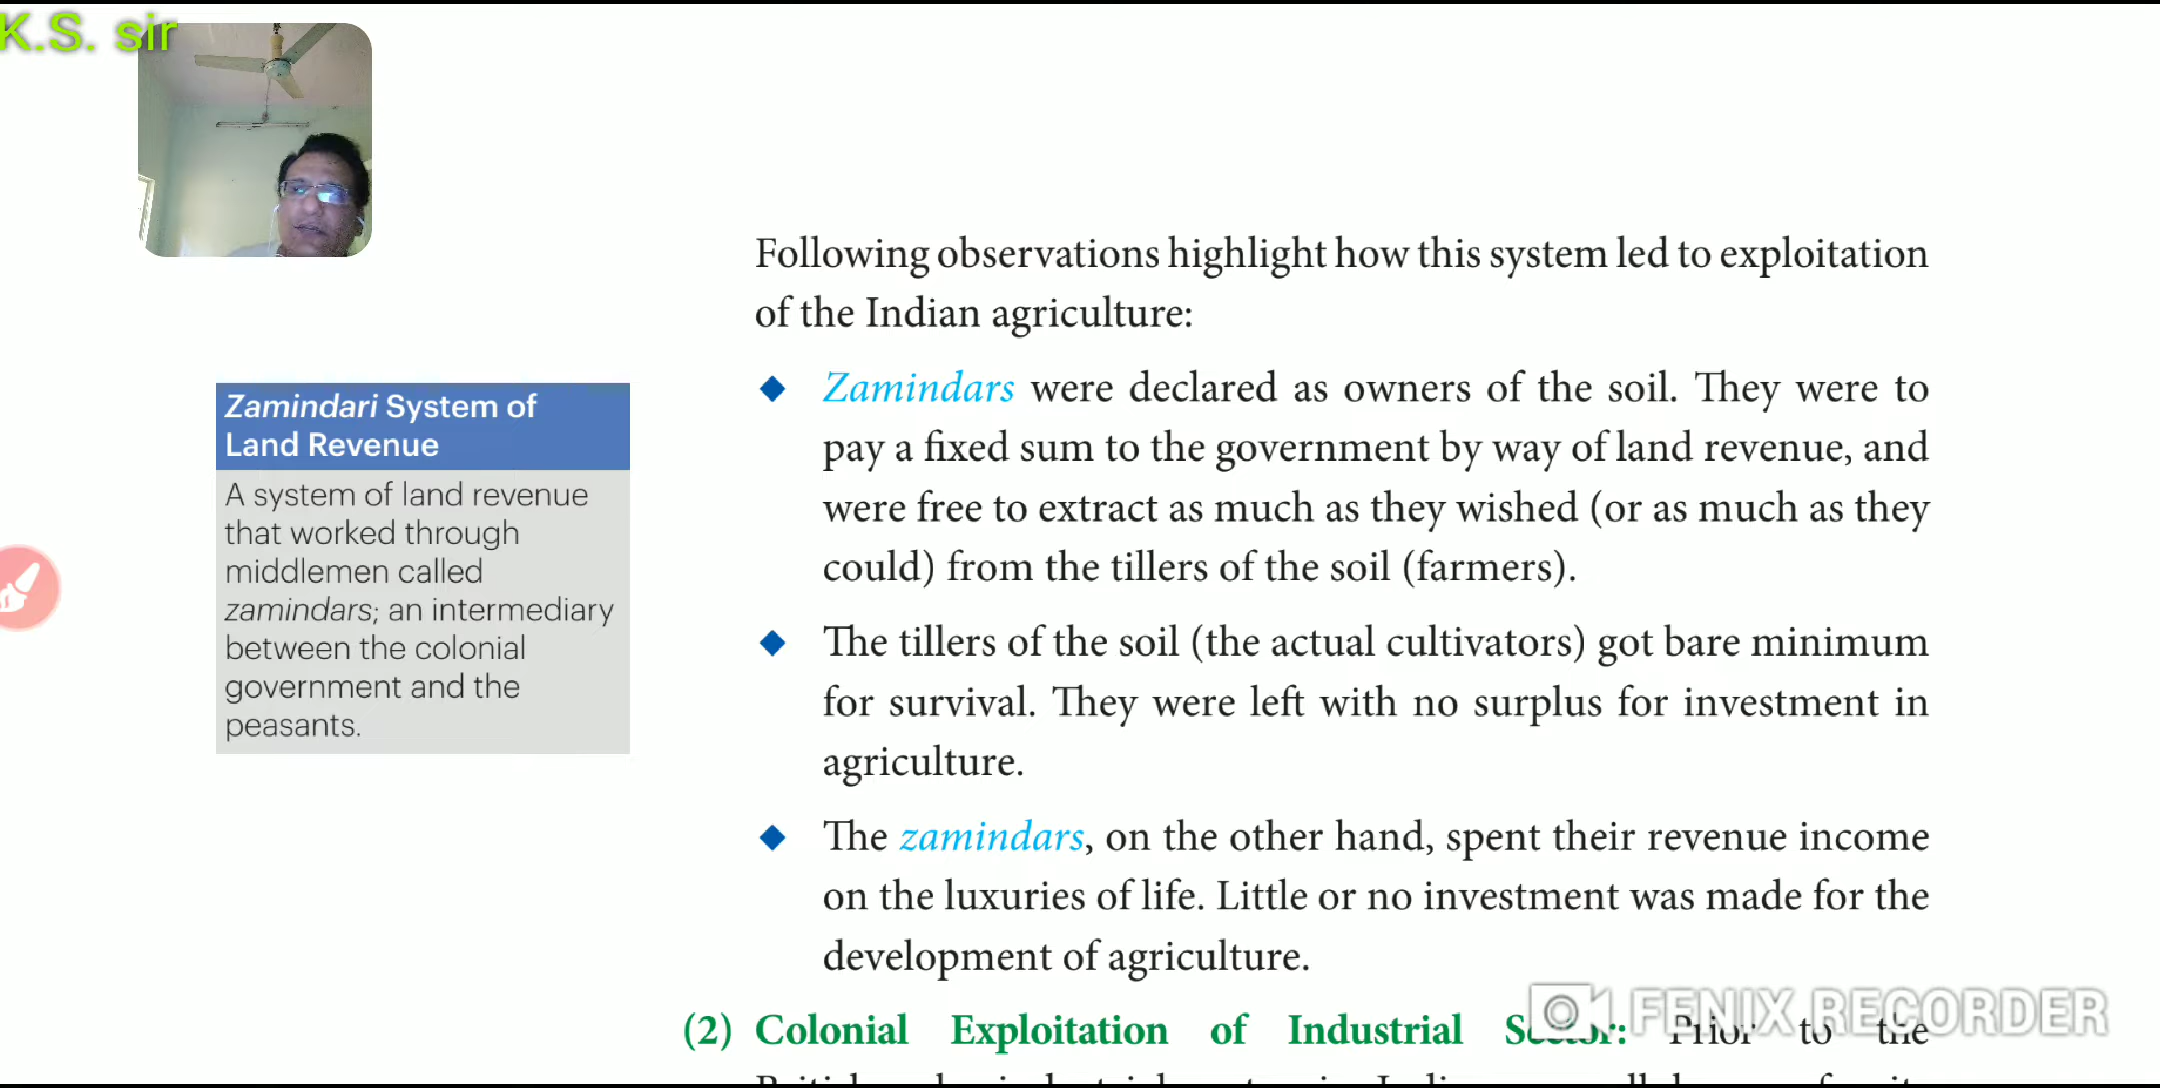 K.S. sir
Following observations highlight how this system led to exploitation
of the Indian agriculture:
Zamindari System of
Land Revenue
A system of land revenue
that worked through
middlemen called
zamindars; an intermediary
between the colonial
government and the
peasants.
◆ Zamindars were declared as owners of the soil. They were to
pay a fixed sum to the government by way of land revenue, and
were free to extract as much as they wished (or as much as they
could) from the tillers of the soil (farmers).
◆ The tillers of the soil (the actual cultivators) got bare minimum
for survival. They were left with no surplus for investment in
agriculture.
◆ The zamindars, on the other hand, spent their revenue income
on the luxuries of life. Little or no investment was made for the
development of agriculture.
(2) Colonial Exploitation of Industrial Sector: Prior to the
FENIX RECORDER